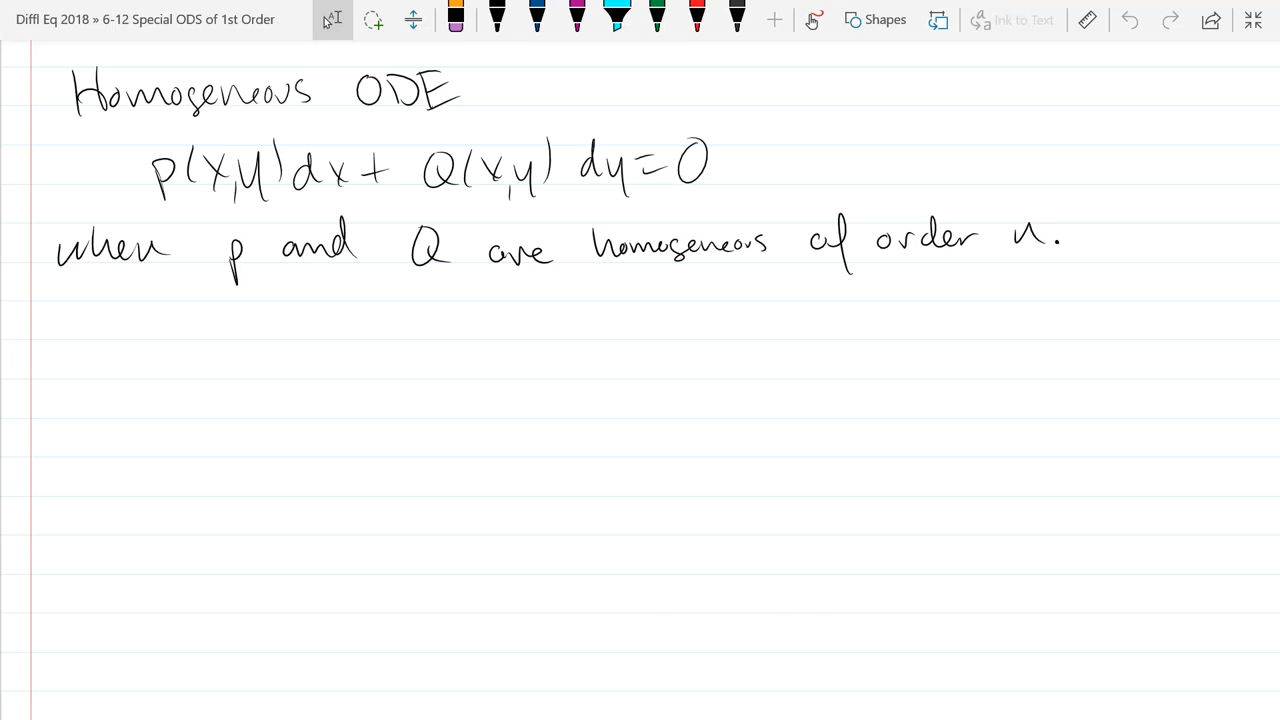 Diffl Eq 2018 » 6-12 Special ODS of 1st Order
Shapes
Ink to Text
Homogeneous ODE
P(x,y)dx + Q(x,y) dy=0
when P and Q are homogeneous of order n.